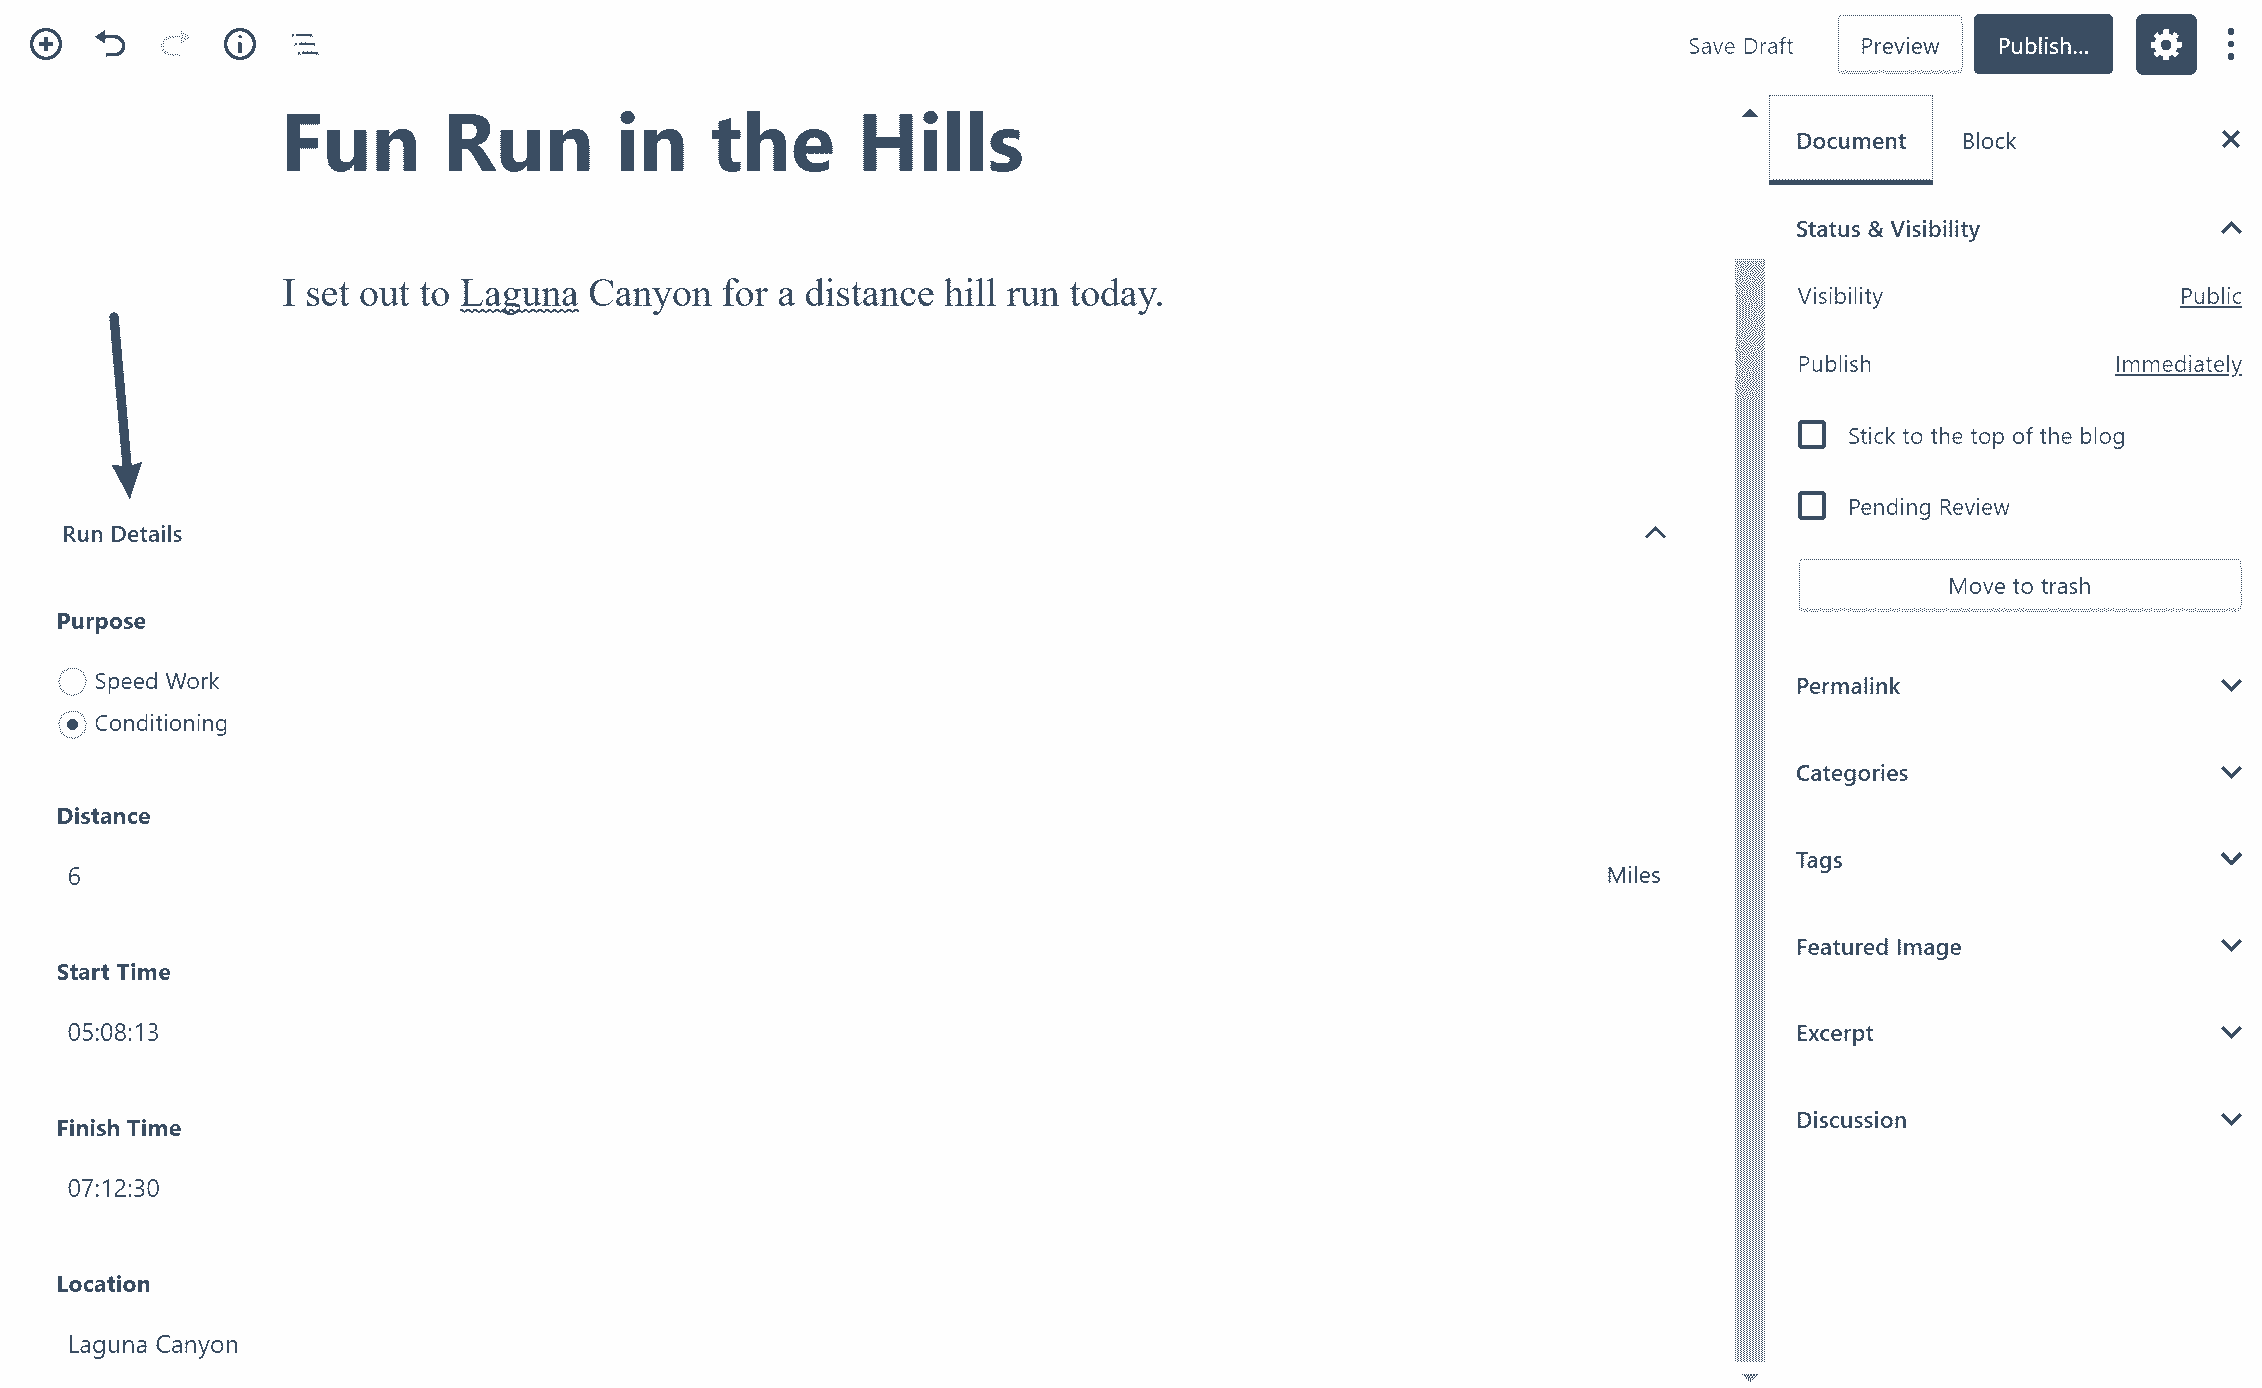 Save Draft
Preview
Publish...
Fun Run in the Hills
I set out to Laguna Canyon for a distance hill run today.
Run Details
Purpose
Speed Work
Conditioning
Distance
6 Miles
Start Time
05:08:13
Finish Time
07:12:30
Location
Laguna Canyon
Document
Block
Status & Visibility
Visibility Public
Publish Immediately
Stick to the top of the blog
Pending Review
Move to trash
Permalink
Categories
Tags
Featured Image
Excerpt
Discussion